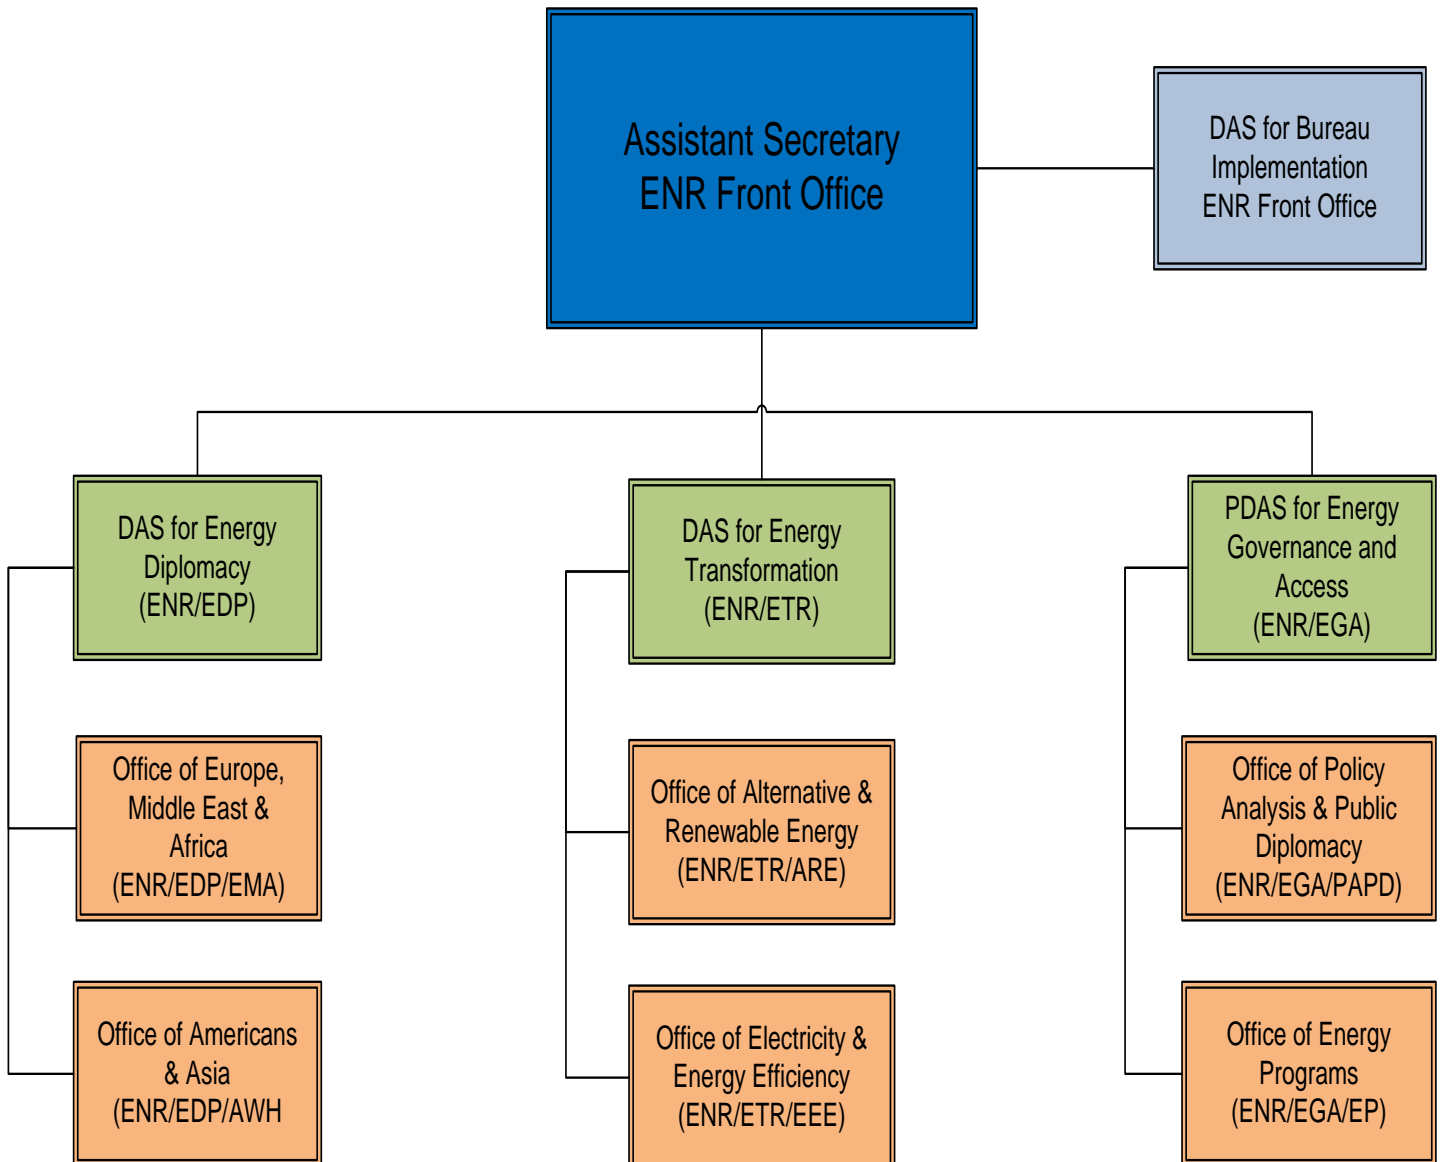 Assistant Secretary
ENR Front Office
DAS for Bureau
Implementation
ENR Front Office
DAS for Energy
Diplomacy
(ENR/EDP)
DAS for Energy
Transformation
(ENR/ETR)
PDAS for Energy
Governance and
Access
(ENR/EGA)
Office of Europe,
Middle East &
Africa
(ENR/EDP/EMA)
Office of Alternative &
Renewable Energy
(ENR/ETR/ARE)
Office of Policy
Analysis & Public
Diplomacy
(ENR/EGA/PAPD)
Office of Americans
& Asia
(ENR/EDP/AWH
Office of Electricity &
Energy Efficiency
(ENR/ETR/EEE)
Office of Energy
Programs
(ENR/EGA/EP)